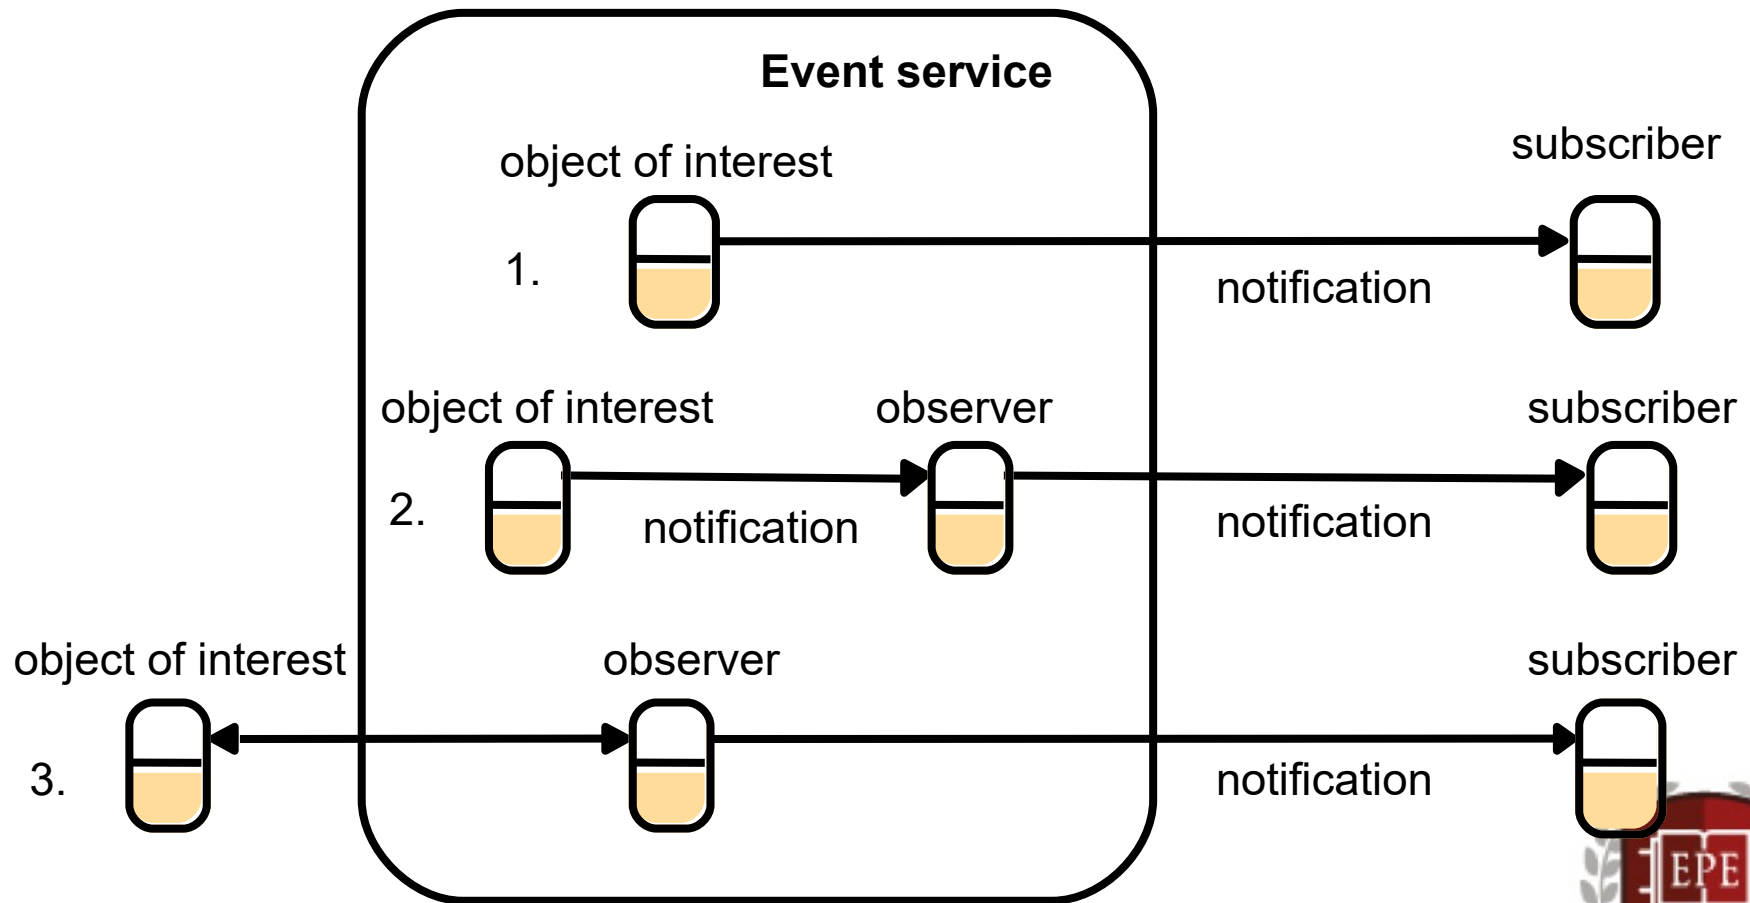 Event service
object of interest
subscriber
1.
notification
object of interest
observer
subscriber
2.
notification
notification
object of interest
observer
subscriber
3.
notification
EPE